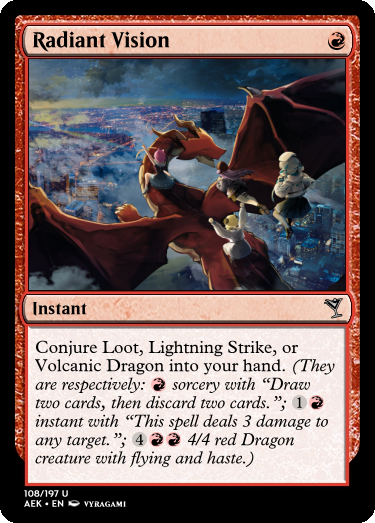 Radiant Vision
Instant
Conjure Loot, Lightning Strike, or
Volcanic Dragon into your hand. (They
are respectively: sorcery with “Draw
two cards, then discard two cards.”; 1
instant with “This spell deals 3 damage to
any target.”; 4 4/4 red Dragon
creature with flying and haste.)
108/197 U
AEK • EN VYRAGAMI